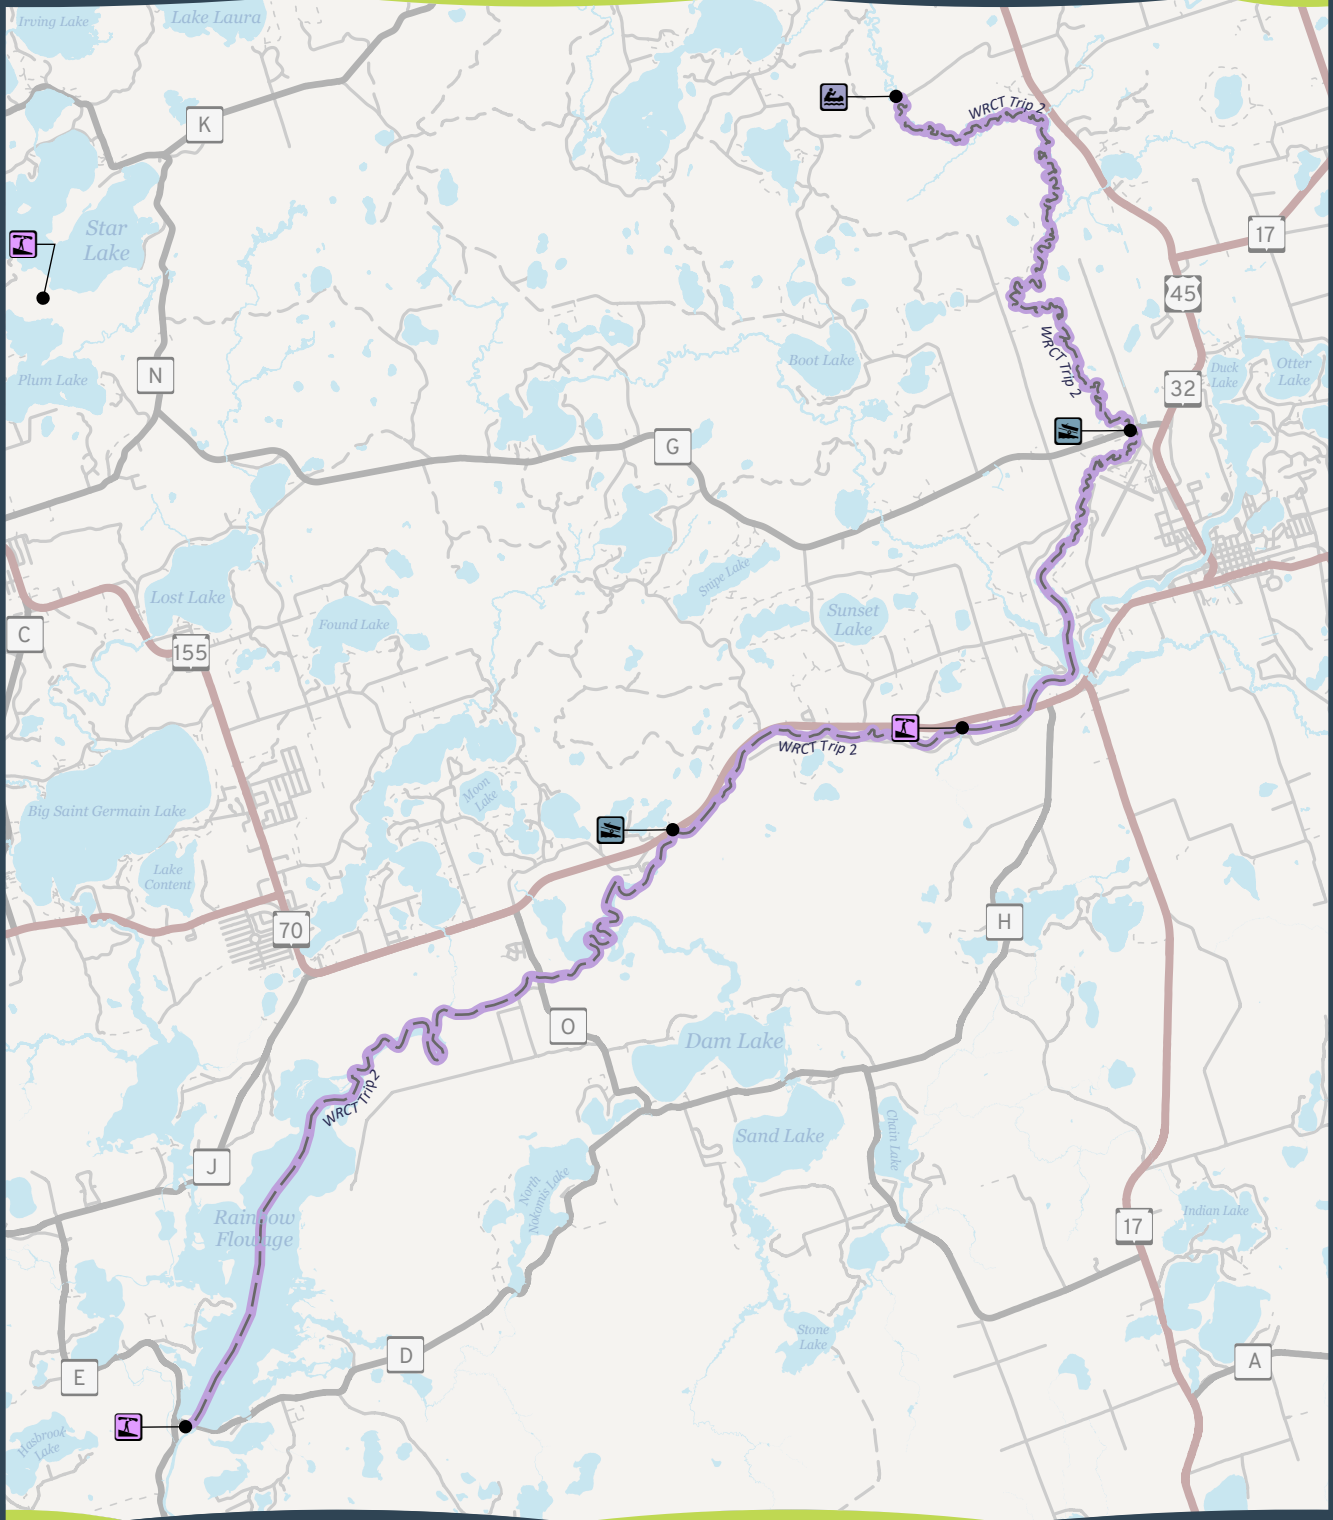 Irving Lake
Lake Laura
K
WRCT Trip 2
Star
Lake
17
45
WRCT Trip 2
Boot Lake
Plum Lake
N
Duck
Lake
Otter
Lake
32
G
Snipe Lake
Lost Lake
Found Lake
Sunset
Lake
C
155
WRCT Trip 2
Moon
Lake
Big Saint Germain Lake
Lake
Content
70
H
O
Dam Lake
WRCT Trip 2
Sand Lake
Chain Lake
J
North
Nokomis Lake
Rainbow
Flowage
Indian Lake
17
Stone
Lake
D
A
E
Hasbrook
Lake